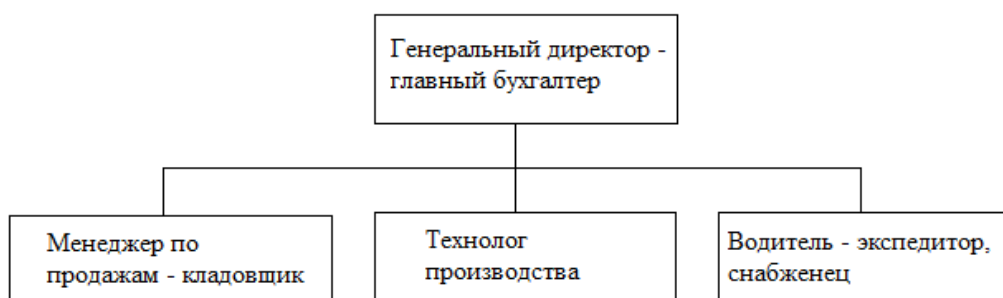 Генеральный директор -
главный бухгалтер
Менеджер по
продажам - кладовщик
Технолог
производства
Водитель - экспедитор,
снабженец